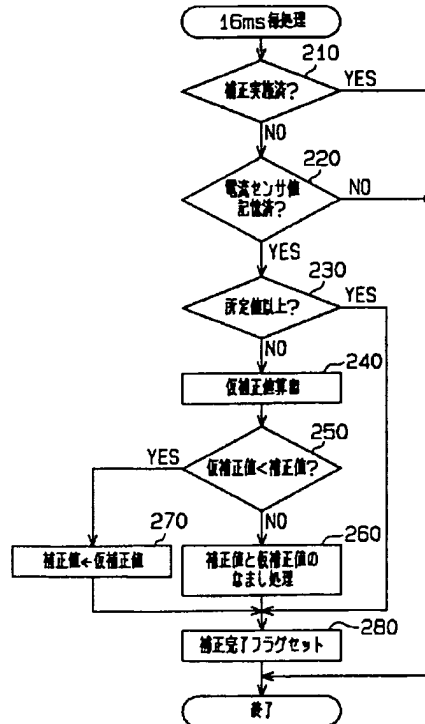 16ms毎処理
210
補正実施済?
YES
NO
220
電流センサ値
記憶済?
NO
YES
230
所定値以上?
YES
NO
240
仮補正値算出
250
仮補正値<補正値?
YES
NO
270
補正値←仮補正値
260
補正値と仮補正値の
なまし処理
280
補正完了フラグセット
終了